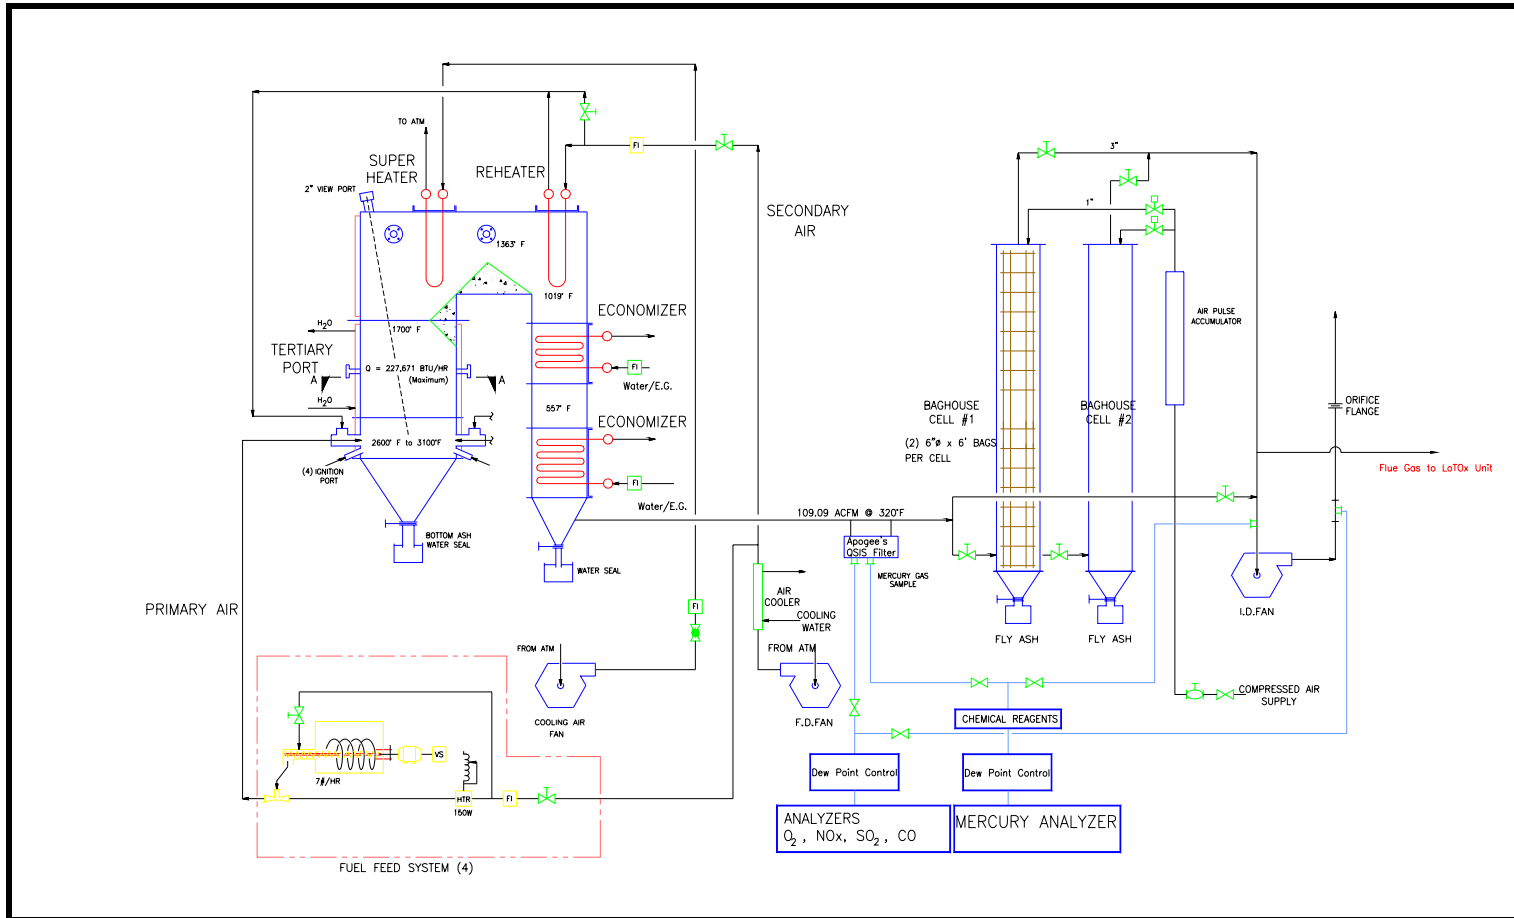 TO ATM
SUPER
HEATER
REHEATER
2" VIEW PORT
FI
SECONDARY
AIR
3"
1"
1363° F
1019° F
ECONOMIZER
FI
Water/E.G.
H2O
1700° F
TERTIARY
PORT
A
A
Q = 227,671 BTU/HR
(Maximum)
H2O
557° F
ECONOMIZER
FI
Water/E.G.
2600° F to 3100°F
(4) IGNITION
PORT
BOTTOM ASH
WATER SEAL
WATER SEAL
AIR PULSE
ACCUMULATOR
BAGHOUSE
CELL #1
(2) 6"ø x 6' BAGS
PER CELL
BAGHOUSE
CELL #2
ORIFICE
FLANGE
Flue Gas to LoTOx Unit
109.09 ACFM @ 320°F
Apogee's
QSIS Filter
MERCURY GAS
SAMPLE
AIR
COOLER
COOLING
WATER
PRIMARY AIR
FI
FROM ATM
COOLING AIR
FAN
FROM ATM
F.D.FAN
FLY ASH
FLY ASH
I.D.FAN
COMPRESSED AIR
SUPPLY
CHEMICAL REAGENTS
Dew Point Control
Dew Point Control
ANALYZERS
O2 , NOx, SO2 , CO
MERCURY ANALYZER
VS
7#/HR
HTR
150W
FI
FUEL FEED SYSTEM (4)